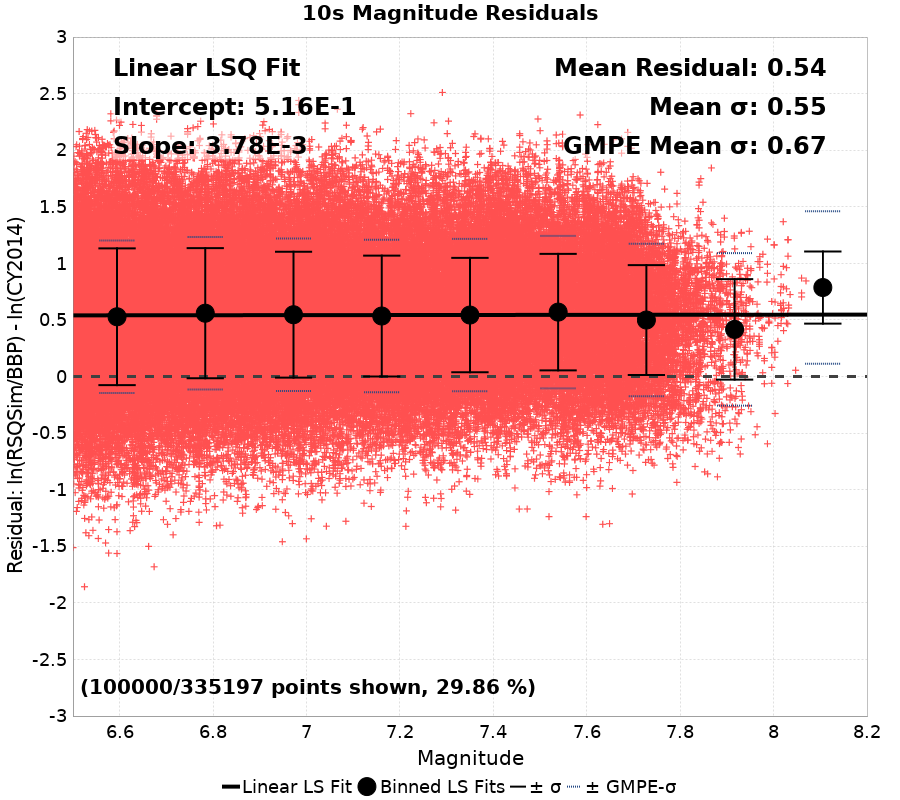 10s Magnitude Residuals
Linear LSQ Fit
Mean Residual: 0.54
Intercept: 5.16E-1
Mean σ: 0.55
Slope: 3.78E-3
GMPE Mean σ: 0.67
Residual: ln(RSQSim/BBP) - ln(CY2014)
3
2.5
2
1.5
1
0.5
0
-0.5
-1
-1.5
-2
-2.5
-3
(100000/335197 points shown, 29.86 %)
6.6 6.8 7 7.2 7.4 7.6 7.8 8 8.2
Magnitude
Linear LS Fit Binned LS Fits ± σ ± GMPE-σ